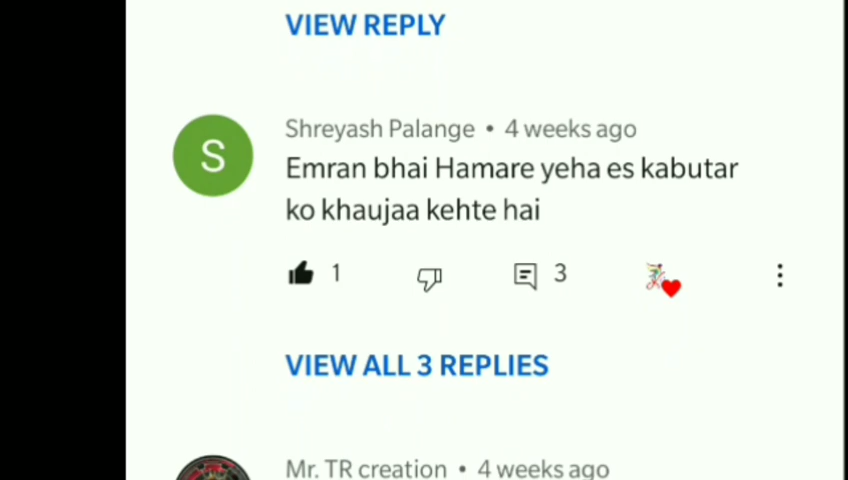 VIEW REPLY
S
Shreyash Palange • 4 weeks ago
Emran bhai Hamare yeha es kabutar
ko khaujaa kehte hai
1 3
VIEW ALL 3 REPLIES
Mr. TR creation • 4 weeks ago